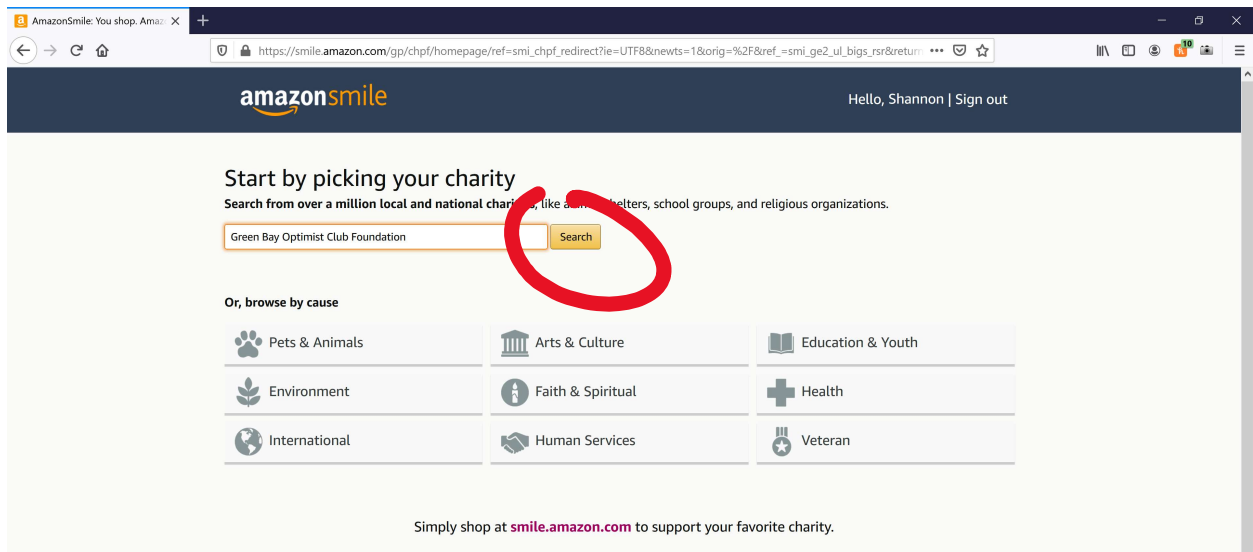 AmazonSmile: You shop. Amaz
https://smile.amazon.com/gp/chpf/homepage/ref=smi_chpf_redirect?ie=UTF8&newts=1&orig=%2F&ref_=smi_ge2_ul_bigs_rsr&return
10
amazonsmile
Hello, Shannon | Sign out
Start by picking your charity
Search from over a million local and national like shelters, school groups, and religious organizations.
Green Bay Optimist Club Foundation
Search
Or, browse by cause
Pets & Animals
Arts & Culture
Education & Youth
Environment
Faith & Spiritual
Health
International
Human Services
Veteran
Simply shop at smile.amazon.com to support your favorite charity.